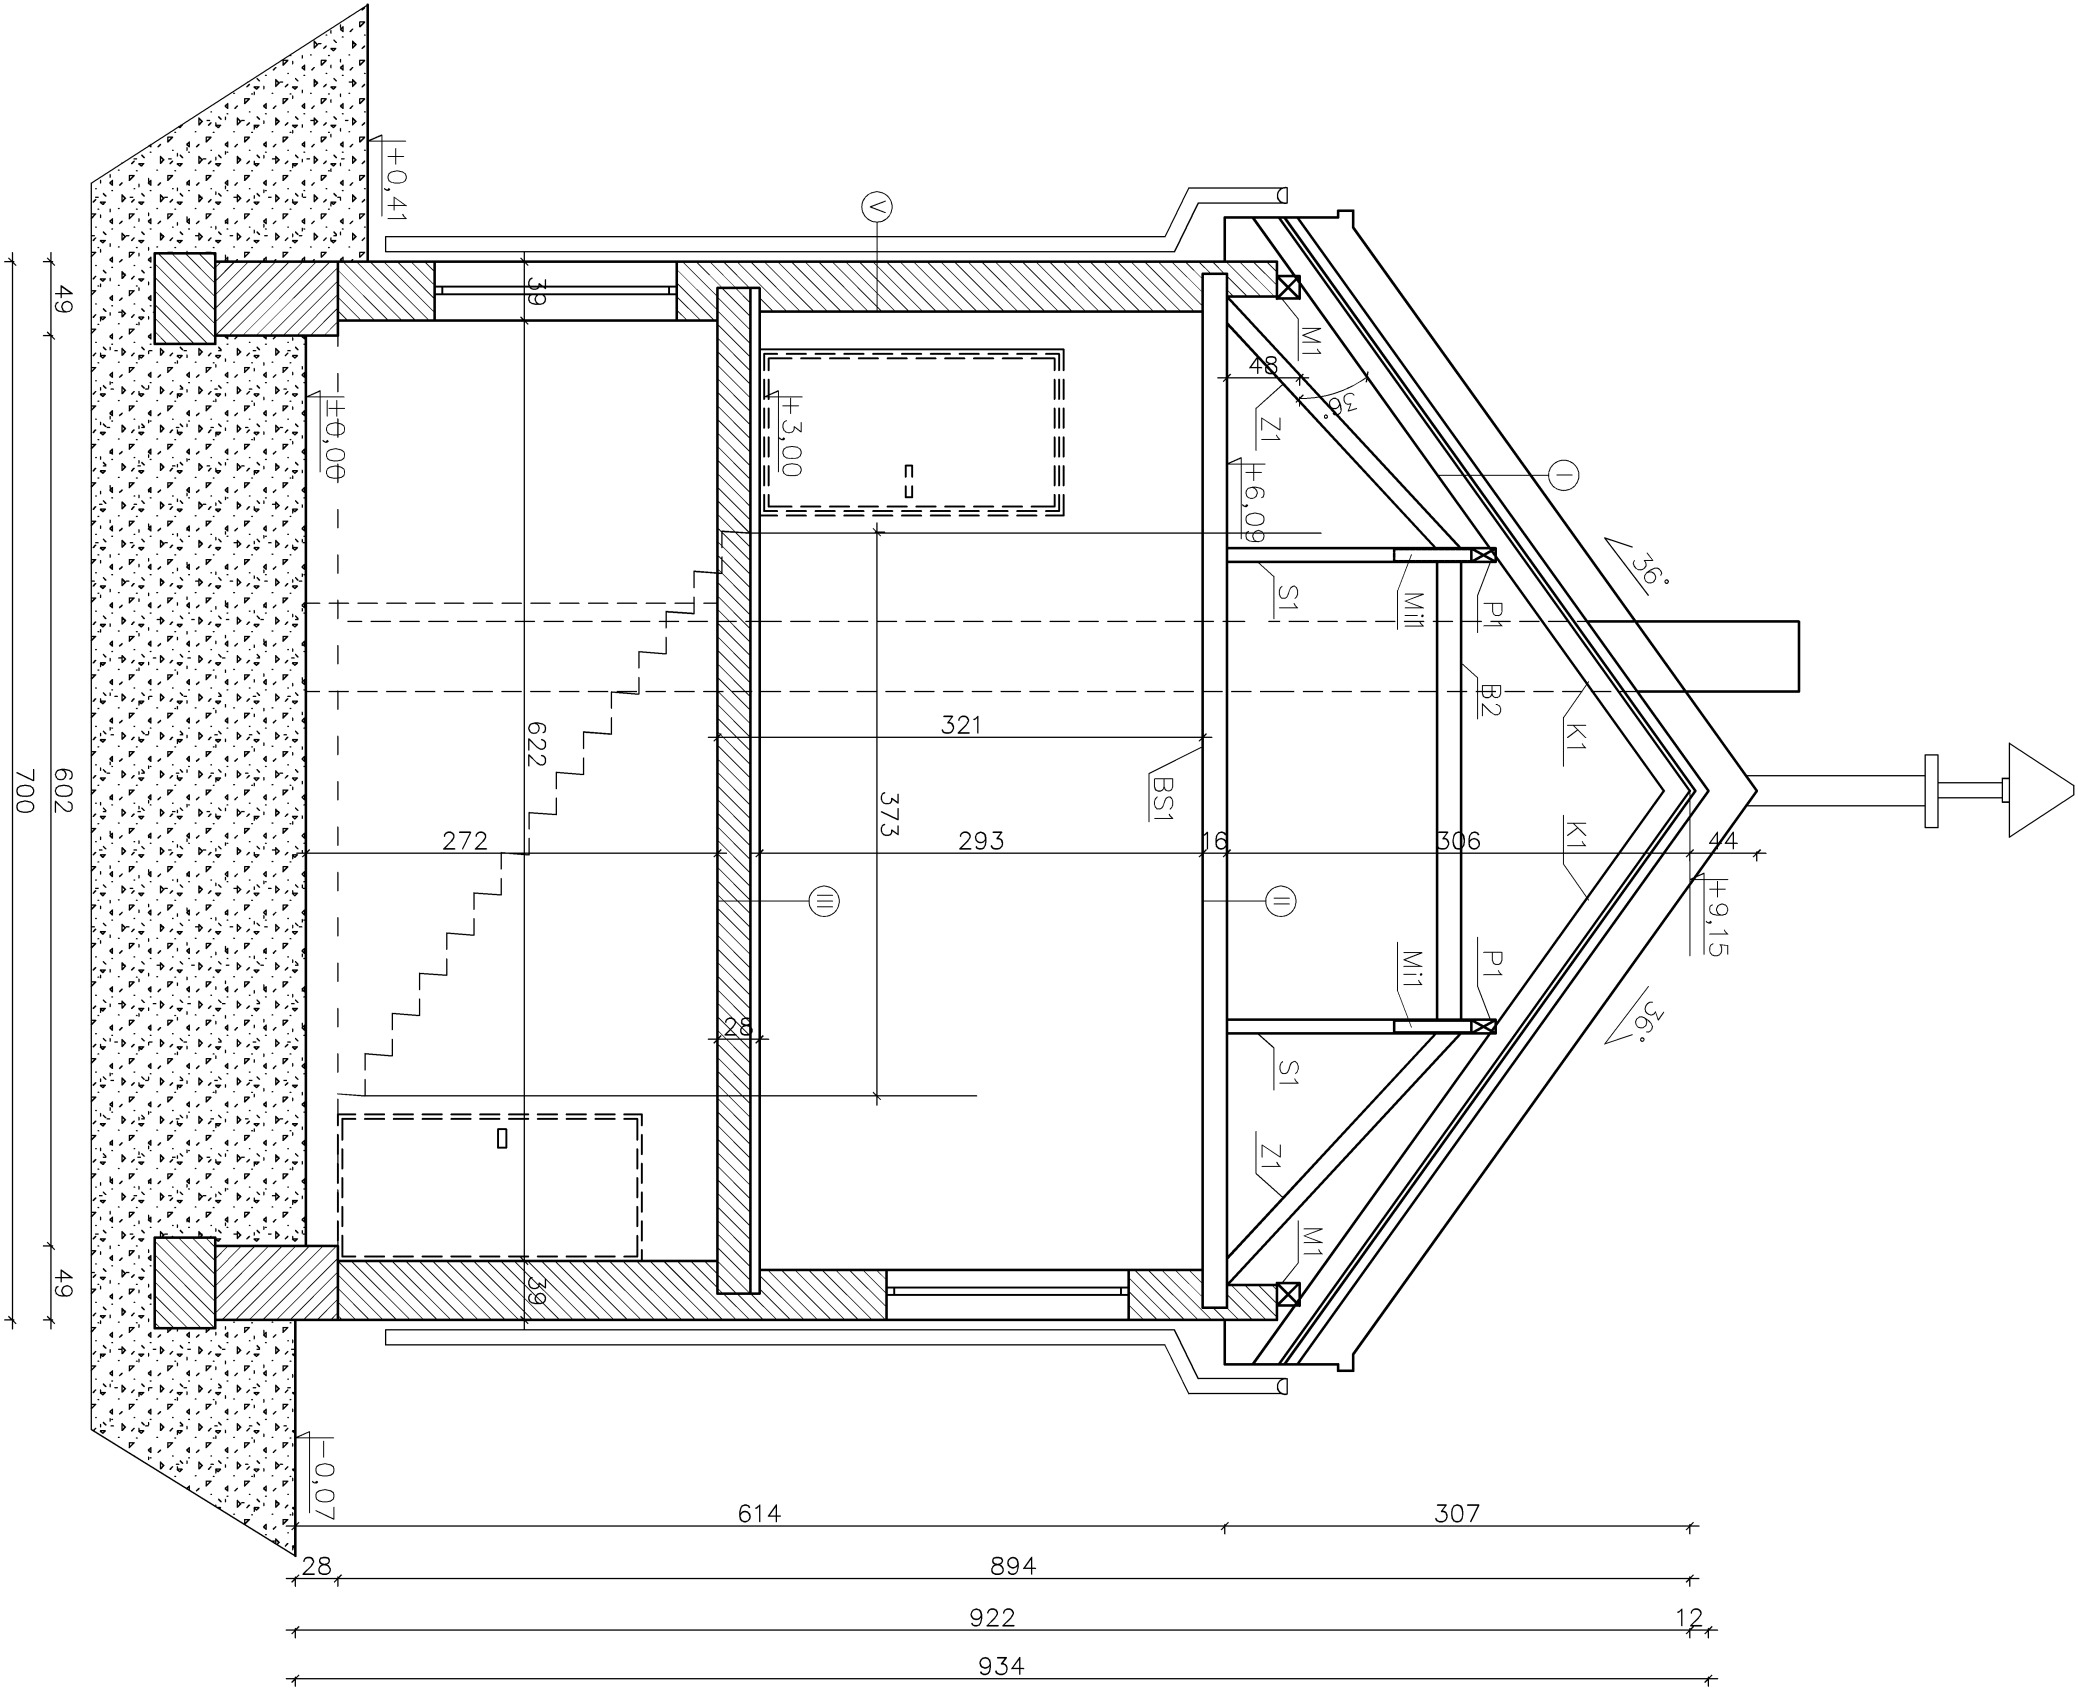 +0,41
V
39
M1
48
36°
Z1
+6,09
I
±0,00
+3,00
36°
S1
Mi1
P1
B2
K1
321
622
373
BS1
K1
272
293
16
306
44
III
II
+9,15
28
Mi1
P1
36°
S1
Z1
M1
39
49
602
49
700
-0,07
614
307
28
894
922
12
934